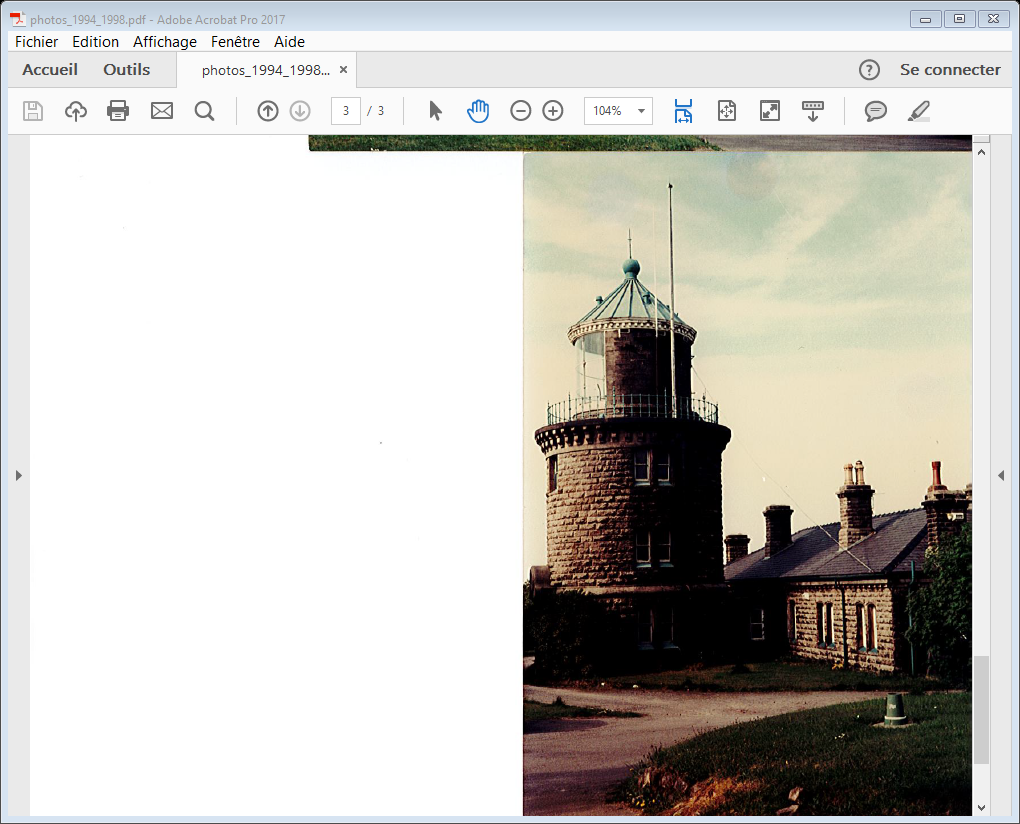 photos_1994_1998.pdf - Adobe Acrobat Pro 2017
Fichier Edition Affichage Fenêtre Aide
Accueil Outils photos_1994_1998... × ? Se connecter
3 / 3 104%